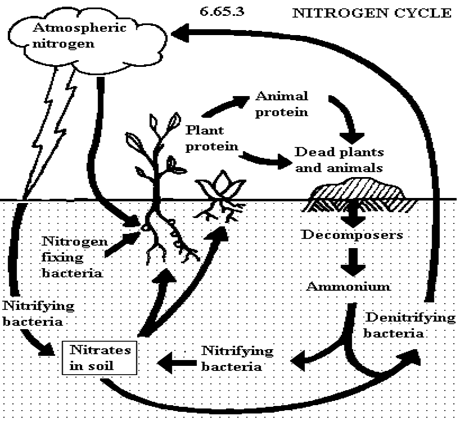 6.65.3 NITROGEN CYCLE
Atmospheric
nitrogen
Animal
protein
Plant
protein
Dead plants
and animals
Decomposers
Nitrogen
fixing
bacteria
Ammonium
Nitrifying
bacteria
Denitrifying
bacteria
Nitrates
in soil
Nitrifying
bacteria